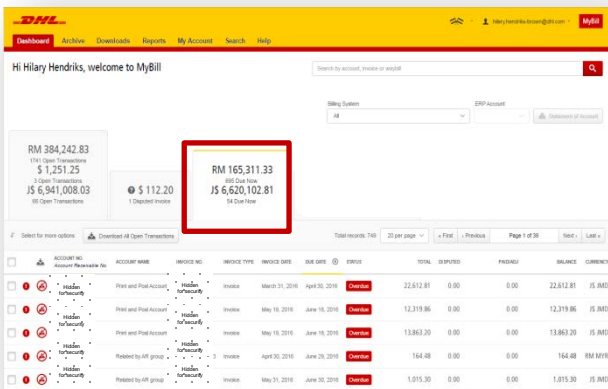 DHL
hilary.hendriks-brown@dhl.com
MyBill
Dashboard Archive Downloads Reports My Account Search Help
Hi Hilary Hendriks, welcome to MyBill
Search by account, invoice or waybill
Billing System ERP Account
All Statement of Account
RM 384,242.83
1741 Open Transactions
$ 1,251.25
3 Open Transactions
J$ 6,941,008.03
66 Open Transactions
$ 112.20
1 Disputed Invoice
RM 165,311.33
695 Due Now
J$ 6,620,102.81
54 Due Now
Select for more options Download All Open Transactions Total records: 749 20 per page « First ‹ Previous Page 1 of 38 Next › Last »
ACCOUNT NO. Account Receivable No. ACCOUNT NAME INVOICE NO. INVOICE TYPE INVOICE DATE DUE DATE STATUS TOTAL DISPUTED PAID/ADJ BALANCE CURRENCY
Hidden for security Print and Post Account Hidden for security Invoice March 31, 2016 April 30, 2016 Overdue 22,612.81 0.00 0.00 22,612.81 JS JMD
Hidden for security Print and Post Account Hidden for security Invoice May 19, 2016 June 18, 2016 Overdue 12,319.86 0.00 0.00 12,319.86 JS JMD
Hidden for security Print and Post Account Hidden for security Invoice May 19, 2016 June 18, 2016 Overdue 13,863.20 0.00 0.00 13,863.20 JS JMD
Hidden for security Related by AR group Hidden for security 3 Invoice April 30, 2016 June 29, 2016 Overdue 164.48 0.00 0.00 164.48 RM MYR
Hidden for security Related by AR group Hidden for security Invoice May 31, 2016 June 30, 2016 Overdue 1,015.30 0.00 0.00 1,015.30 JS JMD